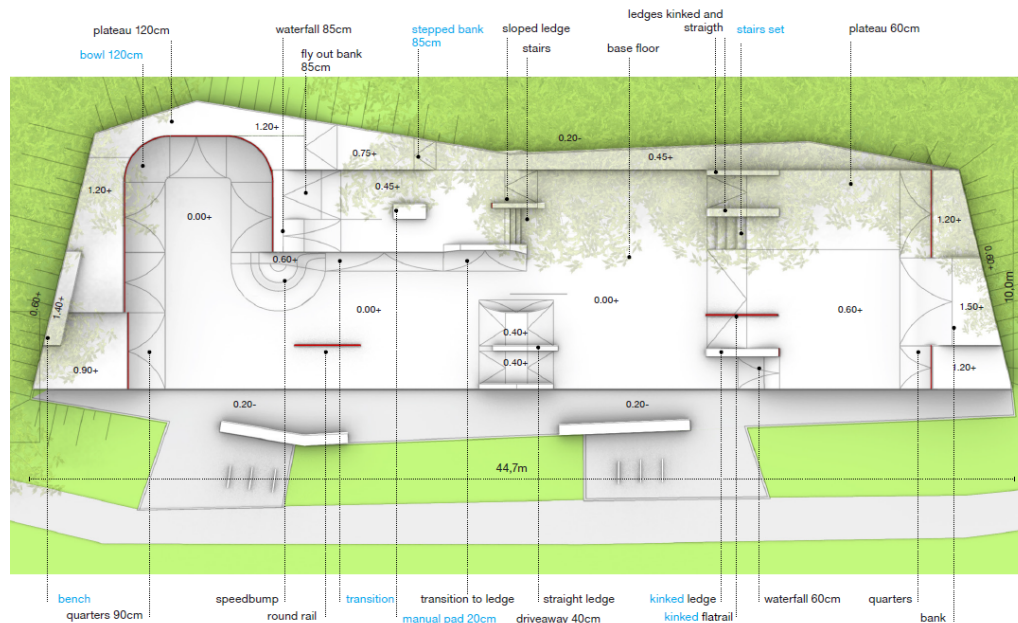 ledges kinked and
straigth
plateau 120cm
waterfall 85cm
stepped bank
85cm
sloped ledge
stairs set
plateau 60cm
bowl 120cm
fly out bank
85cm
stairs
base floor
1.20+
0.20-
0.75+
0.45+
0.45+
1.20+
0.00+
1.20+
0.60+
0.60+
10,0m
0.60+
1.40+
0.00+
0.00+
0.60+
1.50+
0.40+
0.40+
0.90+
1.20+
0.20-
0.20-
44,7m
bench
speedbump
transition
transition to ledge
straight ledge
kinked ledge
waterfall 60cm
quarters
quarters 90cm
round rail
manual pad 20cm
driveaway 40cm
kinked flatrail
bank